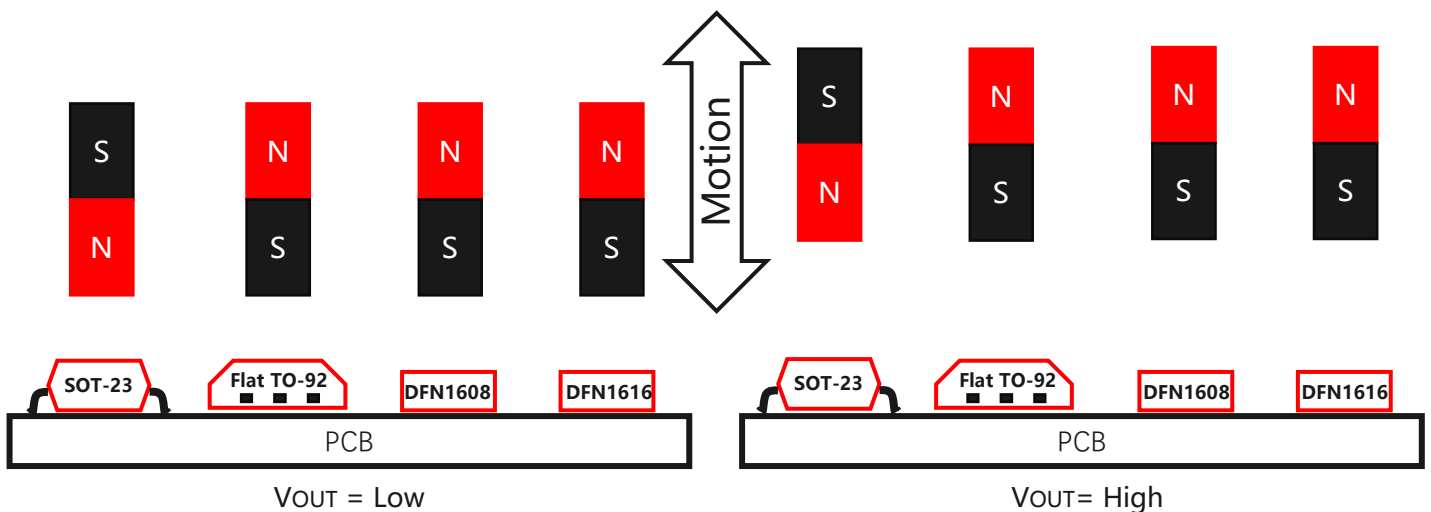 S N N N
N S S S
Motion
S N N N
N S S S
SOT-23 Flat TO-92 DFN1608 DFN1616
PCB
VOUT = Low
SOT-23 Flat TO-92 DFN1608 DFN1616
PCB
VOUT= High